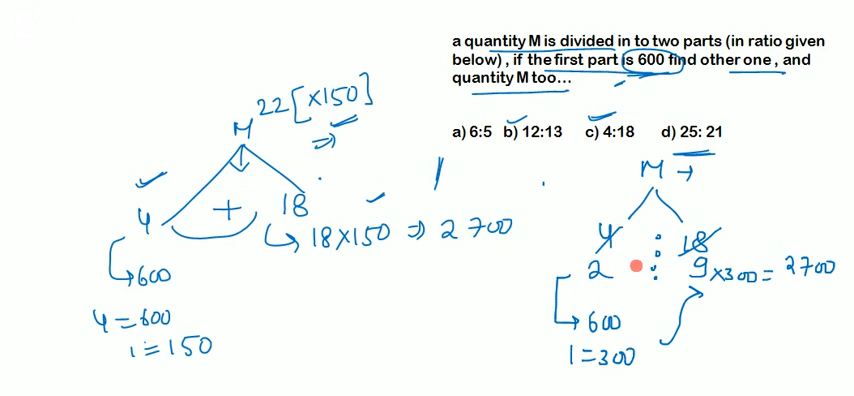 a quantity M is divided in to two parts (in ratio given
below) , if the first part is 600 find other one , and
quantity M too...
a) 6:5 b) 12:13 c) 4:18 d) 25: 21
M 22 [×150]
⇒
4 + 18
18×150 ⇒ 2700
600
4 = 600
1 = 150
M →
4 : 18
2 : 9 ×300 = 2700
600
1 = 300